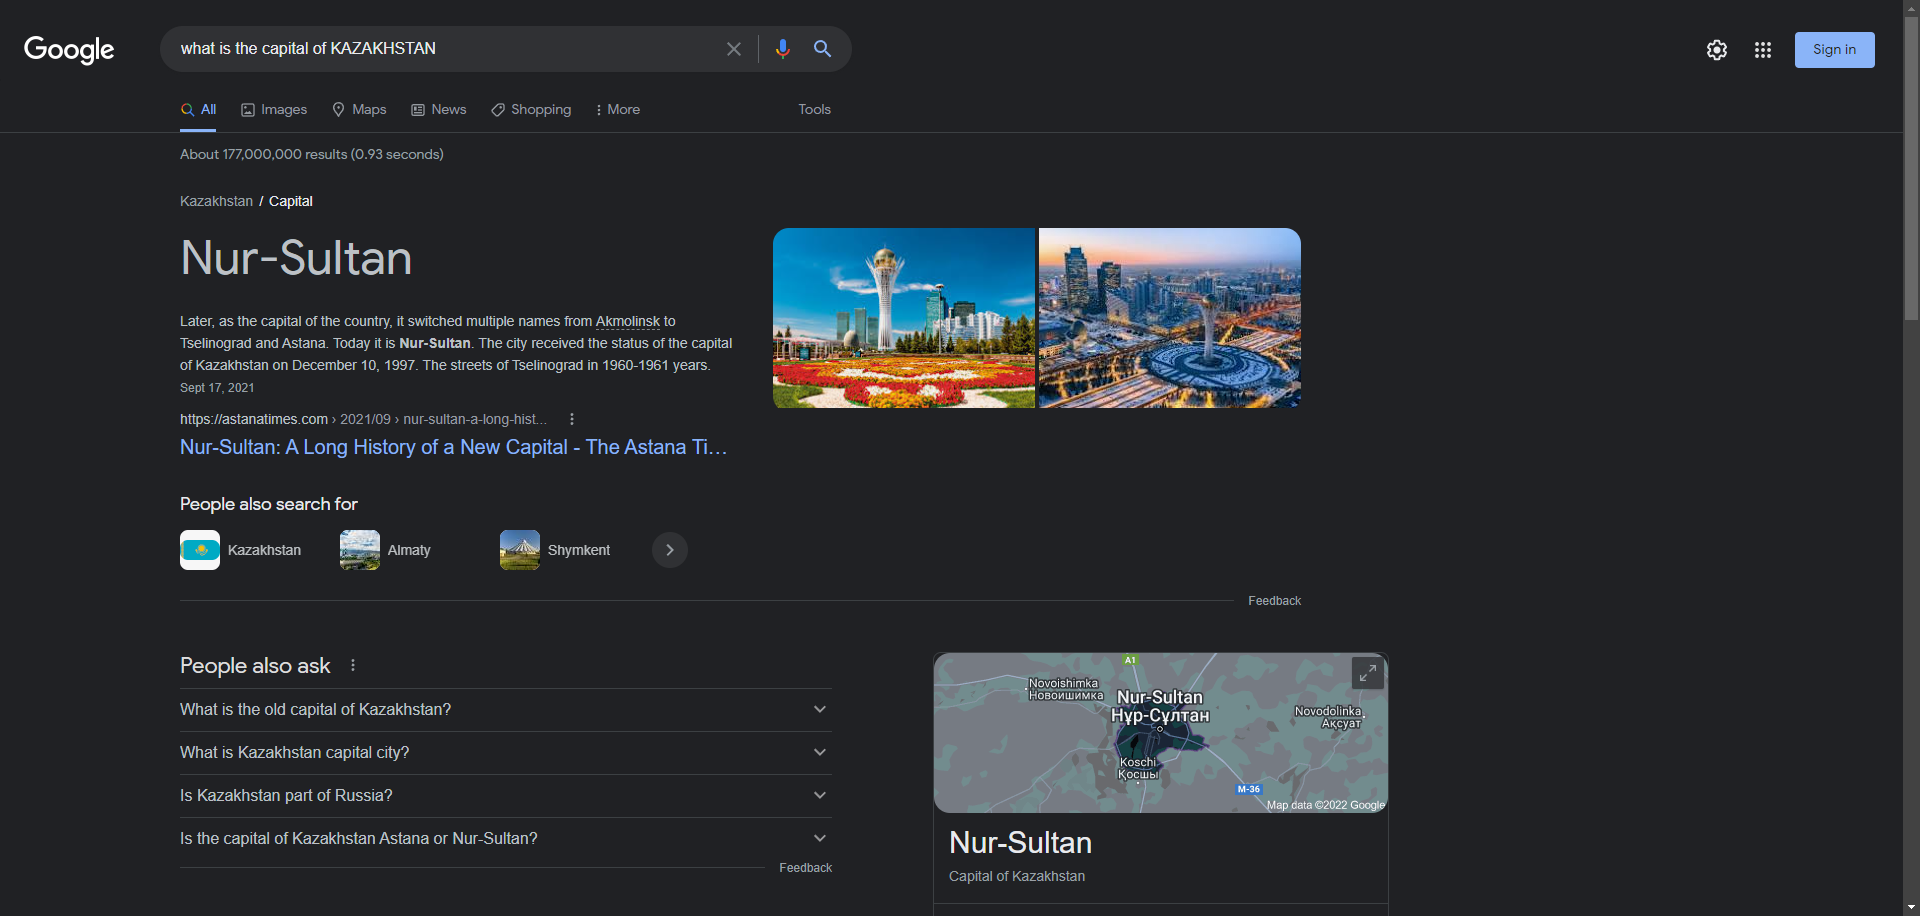 Google
what is the capital of KAZAKHSTAN
Sign in
All
Images
Maps
News
Shopping
More
Tools
About 177,000,000 results (0.93 seconds)
Kazakhstan / Capital
Nur-Sultan
Later, as the capital of the country, it switched multiple names from Akmolinsk to
Tselinograd and Astana. Today it is Nur-Sultan. The city received the status of the capital
of Kazakhstan on December 10, 1997. The streets of Tselinograd in 1960-1961 years.
Sept 17, 2021
https://astanatimes.com › 2021/09 › nur-sultan-a-long-hist...
Nur-Sultan: A Long History of a New Capital - The Astana Ti...
People also search for
Kazakhstan
Almaty
Shymkent
Feedback
People also ask
What is the old capital of Kazakhstan?
What is Kazakhstan capital city?
Is Kazakhstan part of Russia?
Is the capital of Kazakhstan Astana or Nur-Sultan?
Feedback
A1
Novoishimka
Новоишимка
Nur-Sultan
Нұр-Сұлтан
Novodolinka
Ақсуат
Koschi
Қосшы
M-36
Map data ©2022 Google
Nur-Sultan
Capital of Kazakhstan